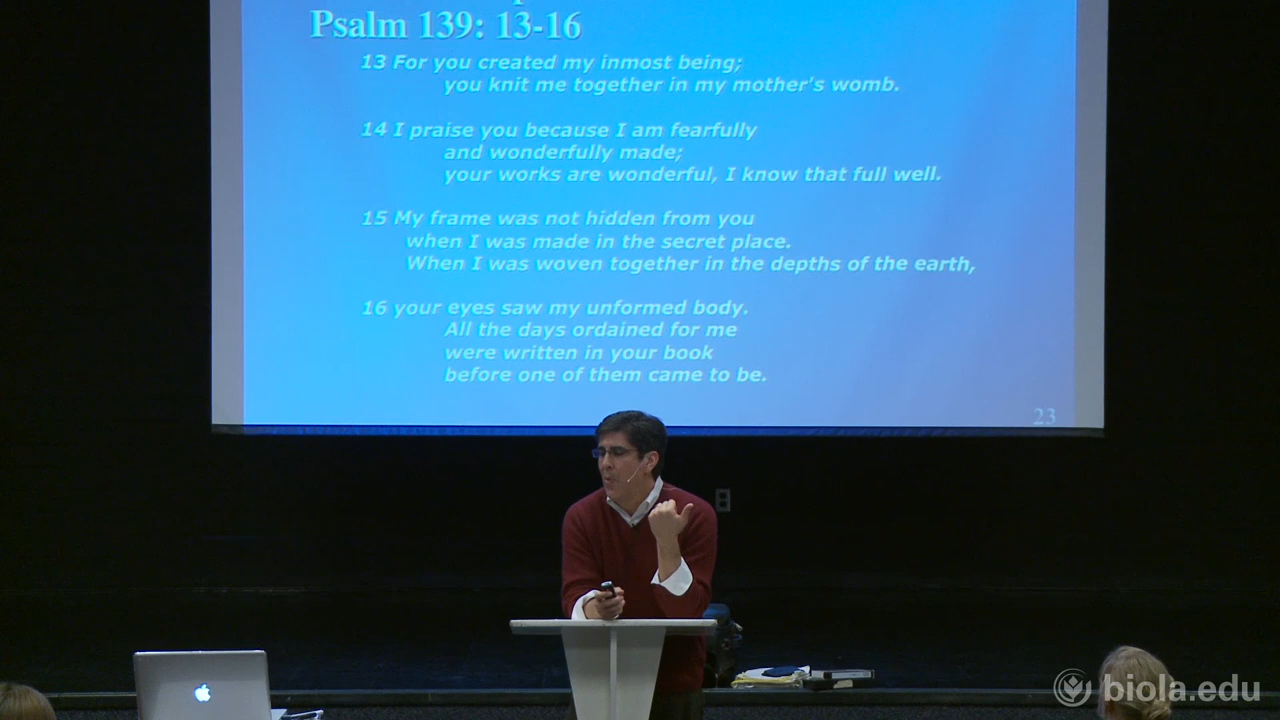 Psalm 139: 13-16
13 For you created my inmost being;
you knit me together in my mother's womb.
14 I praise you because I am fearfully
and wonderfully made;
your works are wonderful, I know that full well.
15 My frame was not hidden from you
when I was made in the secret place.
When I was woven together in the depths of the earth,
16 your eyes saw my unformed body.
All the days ordained for me
were written in your book
before one of them came to be.
23
biola.edu